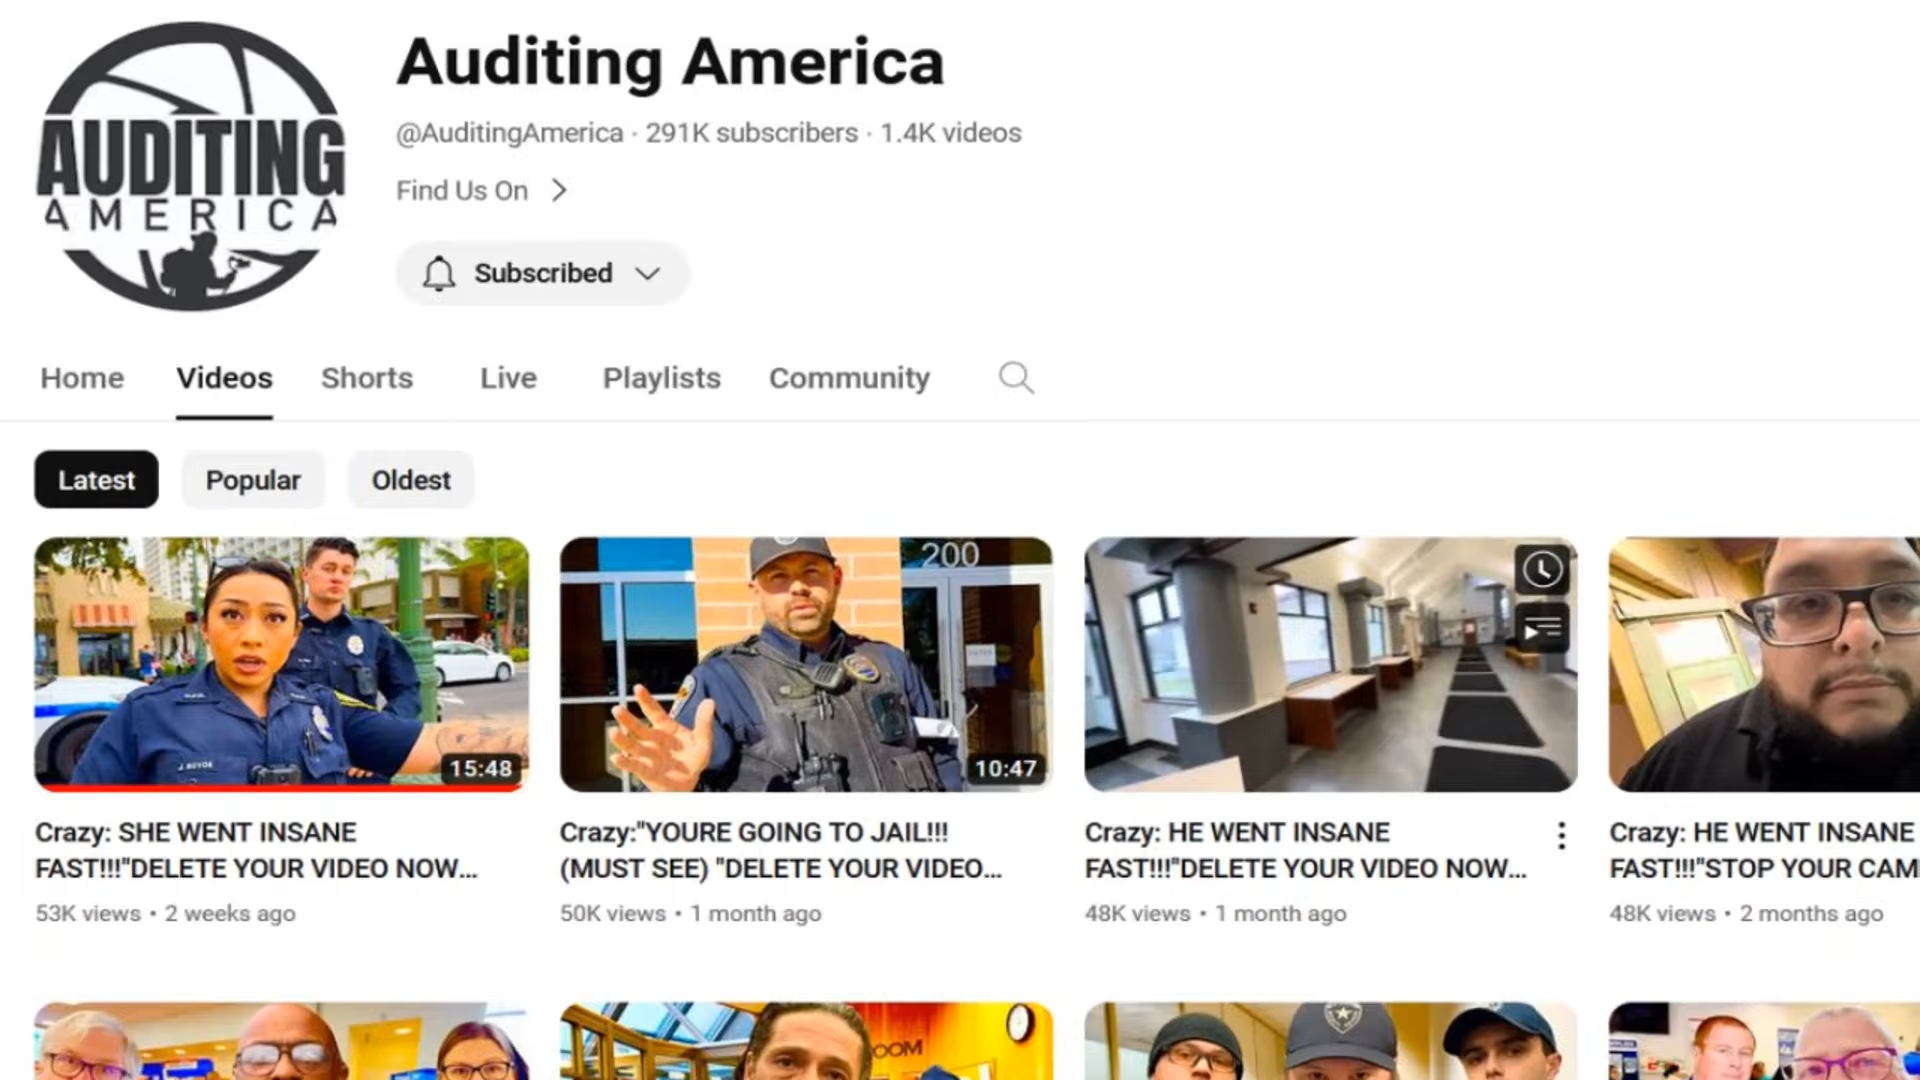 AUDITING
AMERICA
Auditing America
@AuditingAmerica · 291K subscribers · 1.4K videos
Find Us On
Subscribed
Home Videos Shorts Live Playlists Community
Latest Popular Oldest
J. BOYDE
15:48
200
10:47
Crazy: SHE WENT INSANE
FAST!!!"DELETE YOUR VIDEO NOW...
53K views • 2 weeks ago
Crazy:"YOURE GOING TO JAIL!!!
(MUST SEE) "DELETE YOUR VIDEO...
50K views • 1 month ago
Crazy: HE WENT INSANE
FAST!!!"DELETE YOUR VIDEO NOW...
48K views • 1 month ago
Crazy: HE WENT INSANE
FAST!!!"STOP YOUR CAM
48K views • 2 months ago
OOM